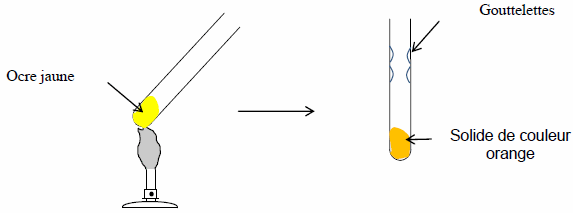 Gouttelettes
Ocre jaune
Solide de couleur
orange